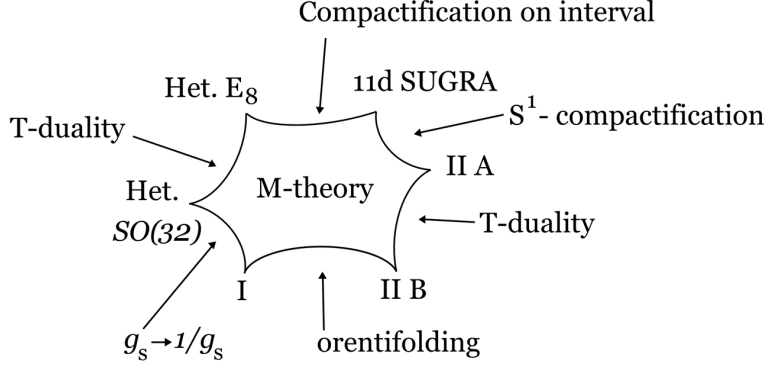 Compactification on interval
Het. E8
11d SUGRA
S1- compactification
T-duality
M-theory
II A
Het.
SO(32)
T-duality
I
II B
gs→1/gs
orentifolding